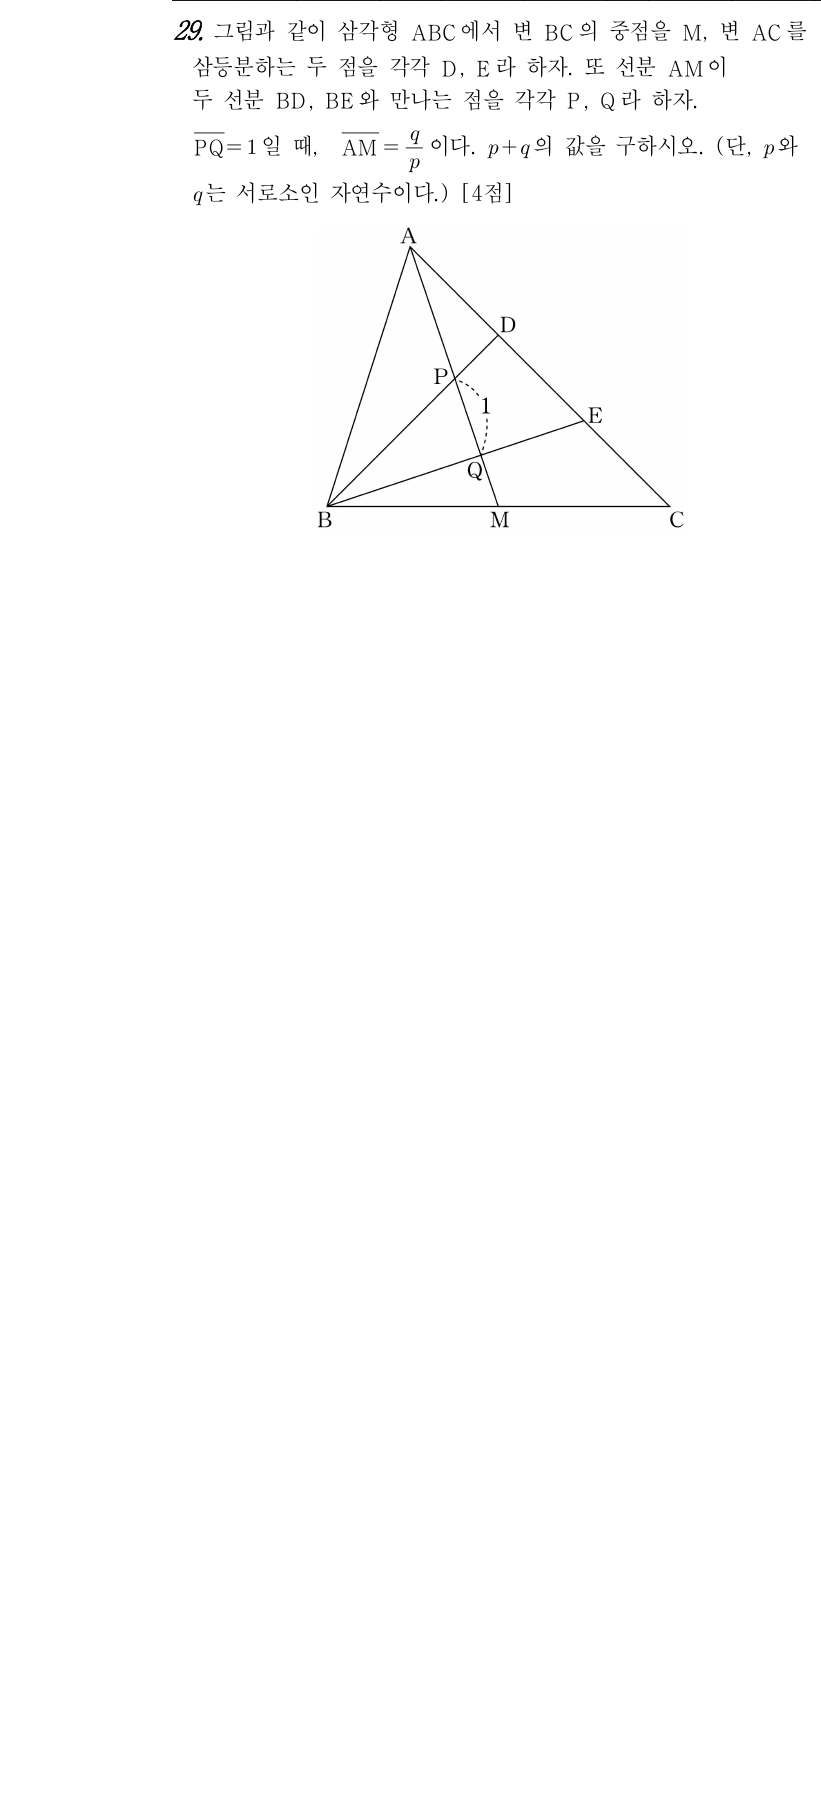 29. 그림과 같이 삼각형 ABC에서 변 BC의 중점을 M, 변 AC를
삼등분하는 두 점을 각각 D, E라 하자. 또 선분 AM이
두 선분 BD, BE와 만나는 점을 각각 P, Q라 하자.
\overline{PQ}=1일 때, \overline{AM}=\frac{q}{p}이다. p+q의 값을 구하시오. (단, p와
q는 서로소인 자연수이다.) [4점]
A
D
P
1
E
Q
B M C